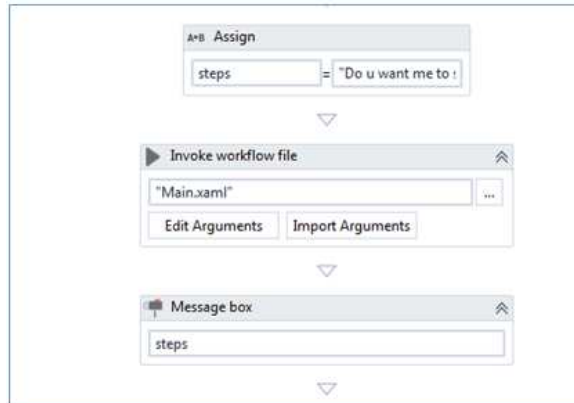 A+B Assign
steps = "Do u want me to s
Invoke workflow file
"Main.xaml" ...
Edit Arguments Import Arguments
Message box
steps